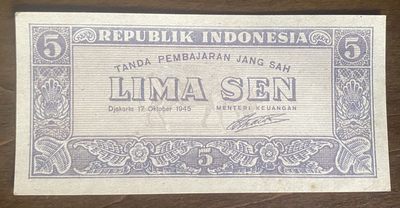 5 REPUBLIK INDONESIA 5
TANDA PEMBAJARAN JANG SAH
LIMA SEN
Djakarta 17 Oktober 1945 MENTERI KEUANGAN
5